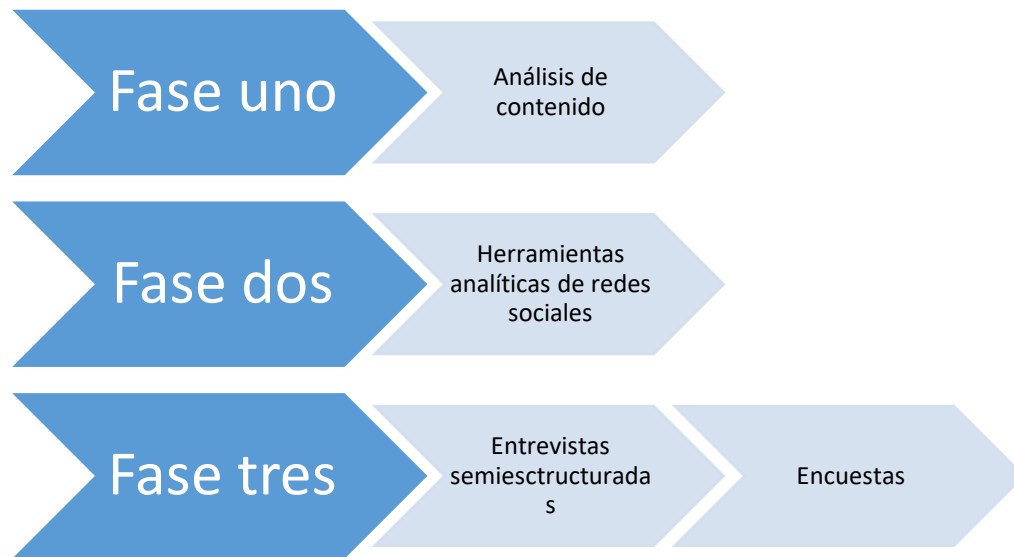 Fase uno
Análisis de
contenido
Fase dos
Herramientas
analíticas de redes
sociales
Fase tres
Entrevistas
semiesctructurada
s
Encuestas